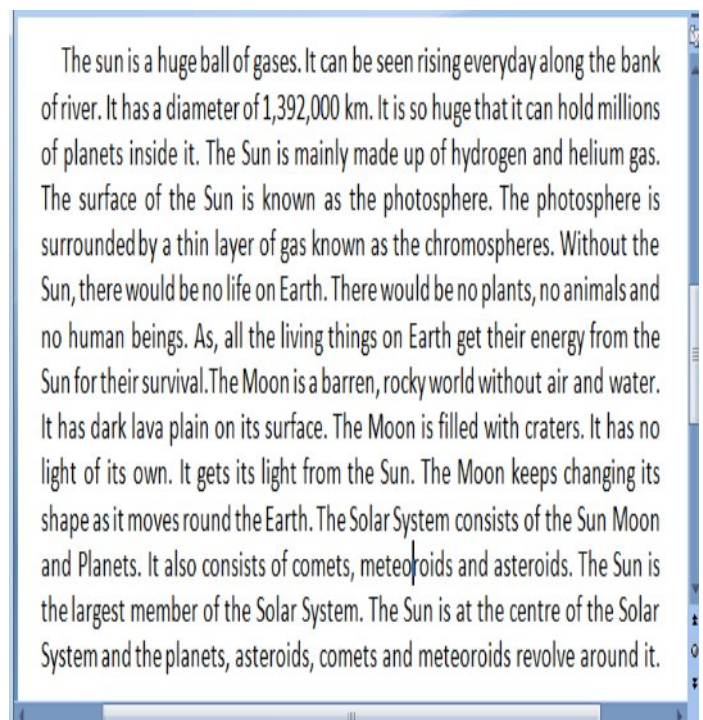 The sun is a huge ball of gases. It can be seen rising everyday along the bank
of river. It has a diameter of 1,392,000 km. It is so huge that it can hold millions
of planets inside it. The Sun is mainly made up of hydrogen and helium gas.
The surface of the Sun is known as the photosphere. The photosphere is
surrounded by a thin layer of gas known as the chromospheres. Without the
Sun, there would be no life on Earth. There would be no plants, no animals and
no human beings. As, all the living things on Earth get their energy from the
Sun for their survival.The Moon is a barren, rocky world without air and water.
It has dark lava plain on its surface. The Moon is filled with craters. It has no
light of its own. It gets its light from the Sun. The Moon keeps changing its
shape as it moves round the Earth. The Solar System consists of the Sun Moon
and Planets. It also consists of comets, meteoroids and asteroids. The Sun is
the largest member of the Solar System. The Sun is at the centre of the Solar
System and the planets, asteroids, comets and meteoroids revolve around it.